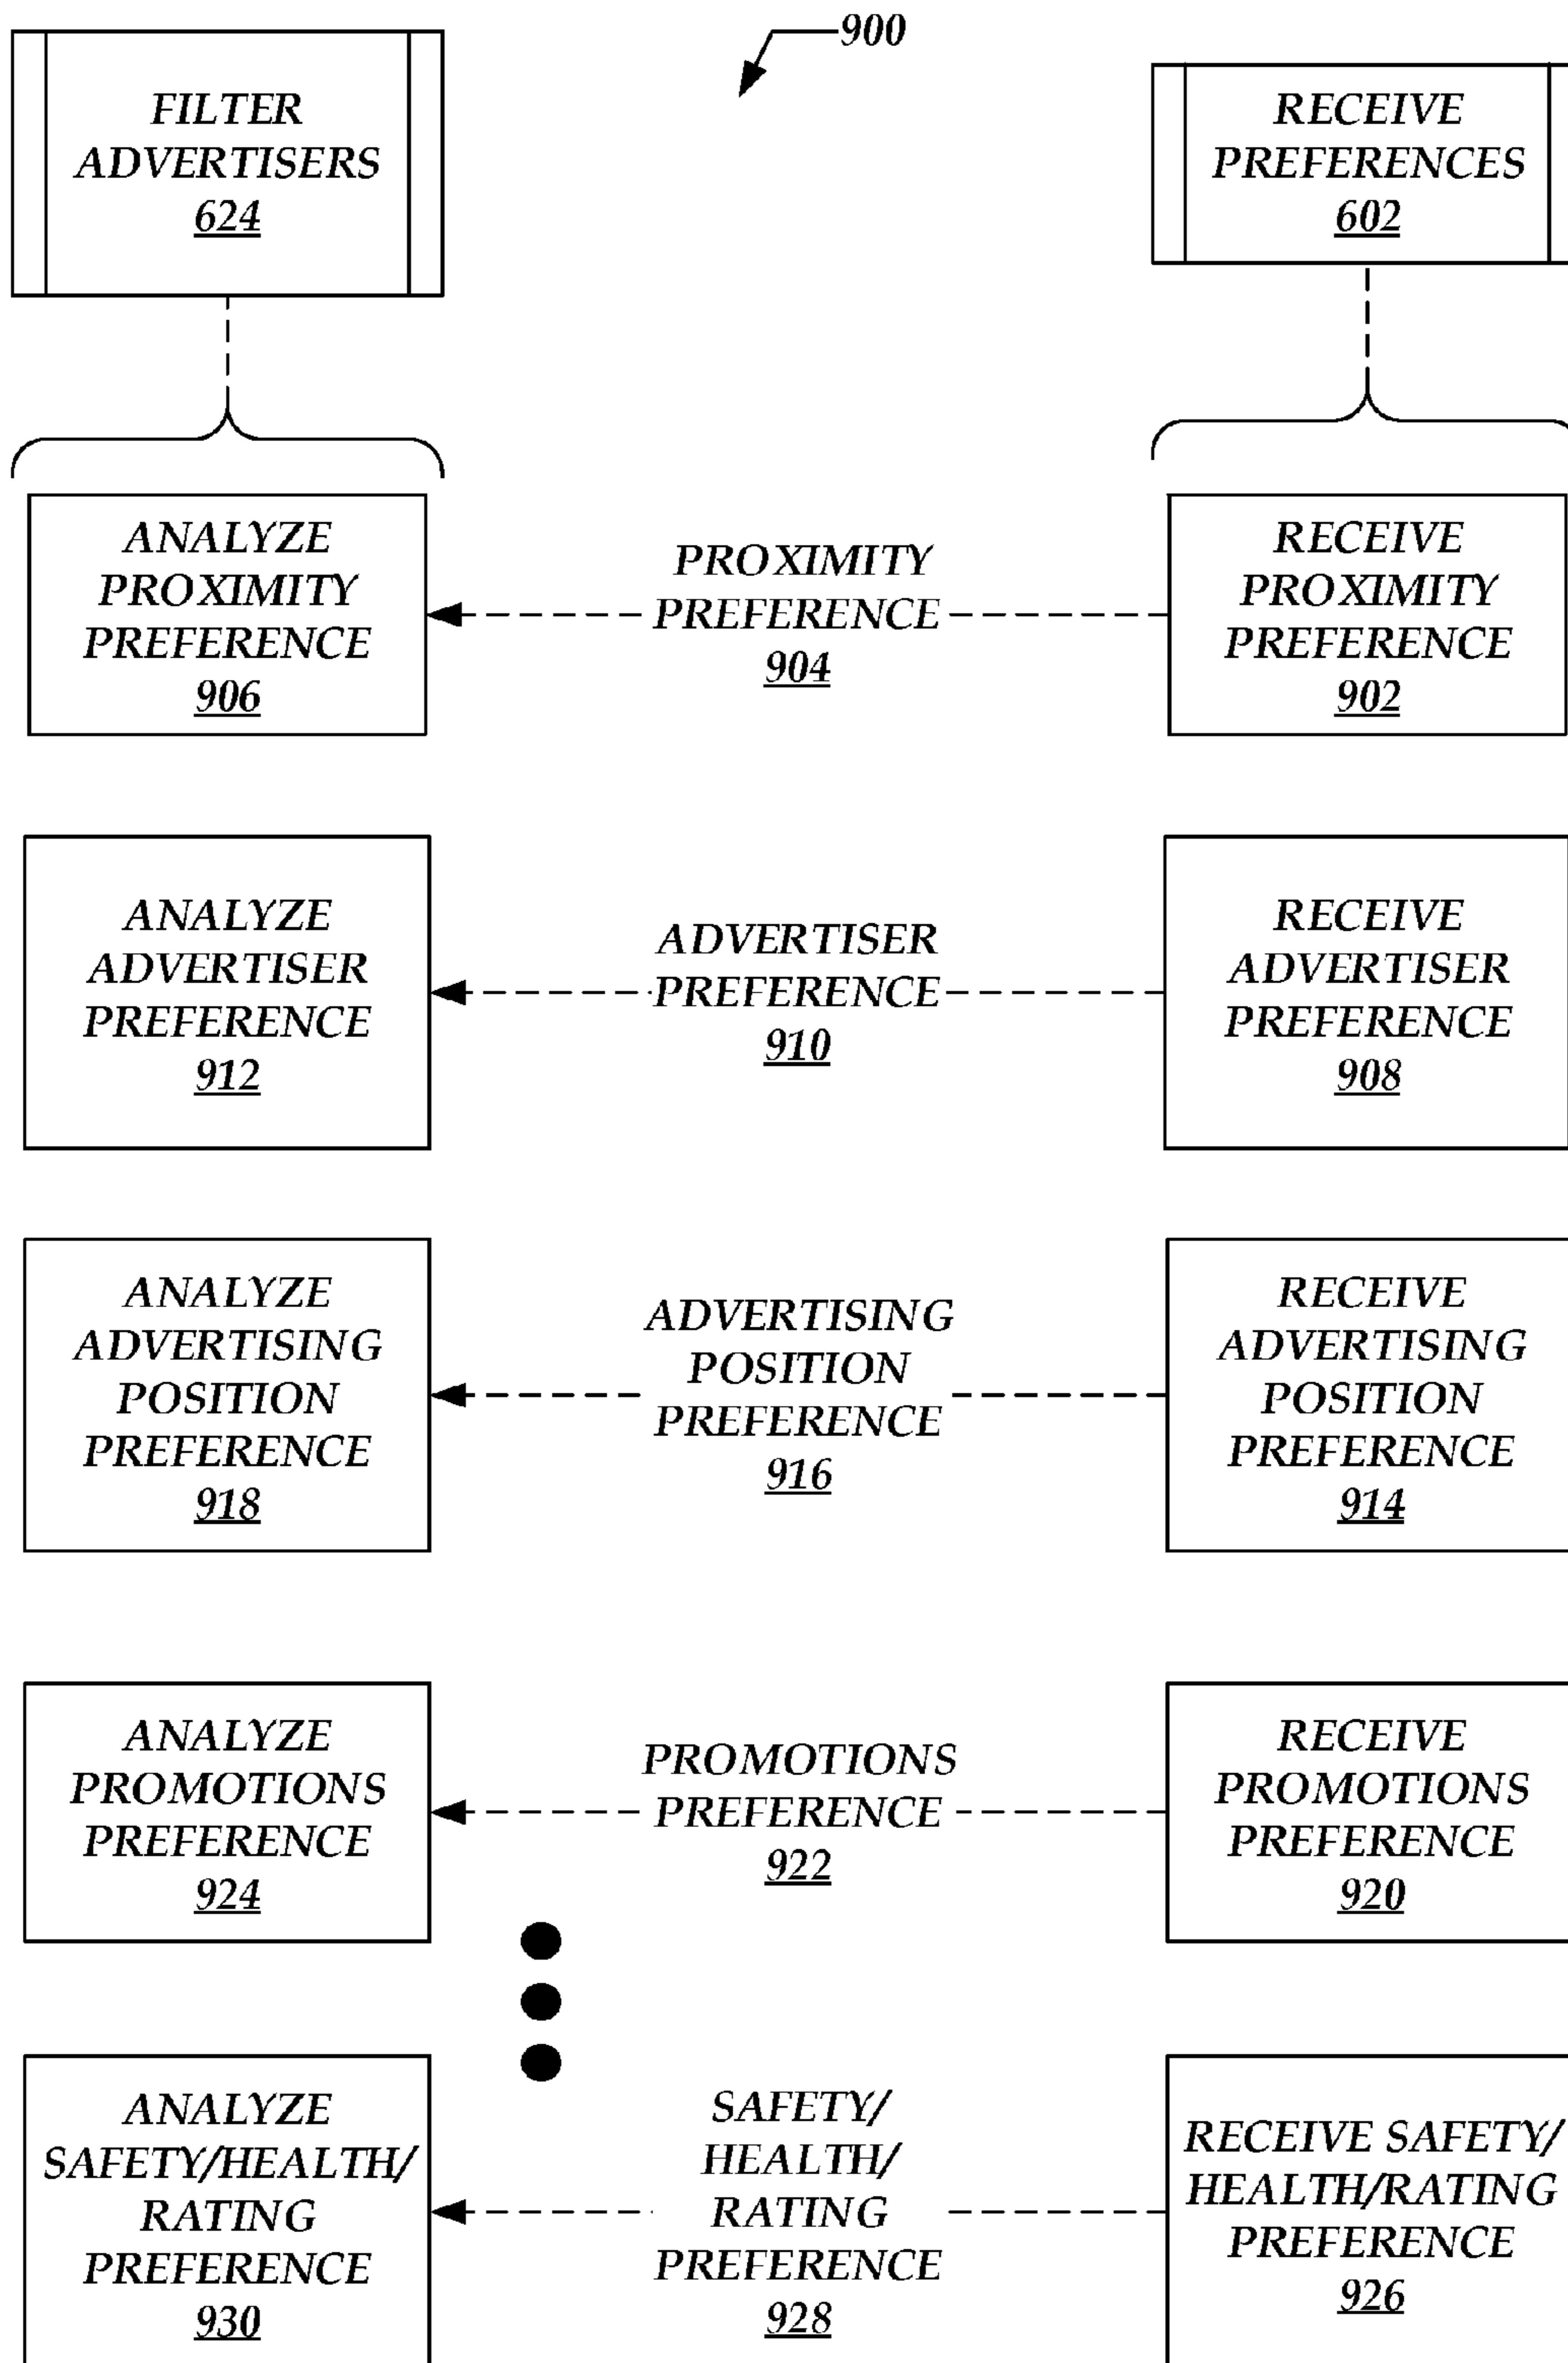 900
FILTER
ADVERTISERS
624
RECEIVE
PREFERENCES
602
ANALYZE
PROXIMITY
PREFERENCE
906
PROXIMITY
PREFERENCE
904
RECEIVE
PROXIMITY
PREFERENCE
902
ANALYZE
ADVERTISER
PREFERENCE
912
ADVERTISER
PREFERENCE
910
RECEIVE
ADVERTISER
PREFERENCE
908
ANALYZE
ADVERTISING
POSITION
PREFERENCE
918
ADVERTISING
POSITION
PREFERENCE
916
RECEIVE
ADVERTISING
POSITION
PREFERENCE
914
ANALYZE
PROMOTIONS
PREFERENCE
924
PROMOTIONS
PREFERENCE
922
RECEIVE
PROMOTIONS
PREFERENCE
920
ANALYZE
SAFETY/HEALTH/
RATING
PREFERENCE
930
SAFETY/
HEALTH/
RATING
PREFERENCE
928
RECEIVE SAFETY/
HEALTH/RATING
PREFERENCE
926